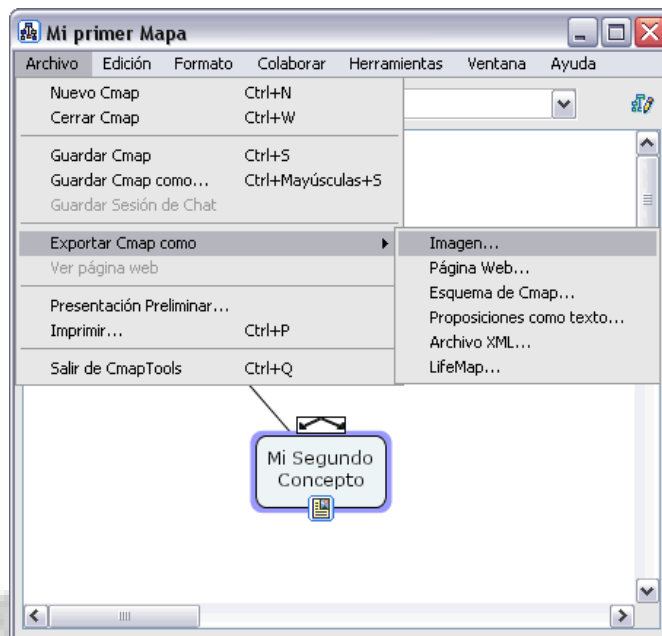 Mi primer Mapa
Archivo Edición Formato Colaborar Herramientas Ventana Ayuda
Nuevo Cmap Ctrl+N
Cerrar Cmap Ctrl+W
Guardar Cmap Ctrl+S
Guardar Cmap como... Ctrl+Mayúsculas+S
Guardar Sesión de Chat
Exportar Cmap como
Ver página web
Presentación Preliminar...
Imprimir... Ctrl+P
Salir de CmapTools Ctrl+Q
Imagen...
Página Web...
Esquema de Cmap...
Proposiciones como texto...
Archivo XML...
LifeMap...
Mi Segundo
Concepto